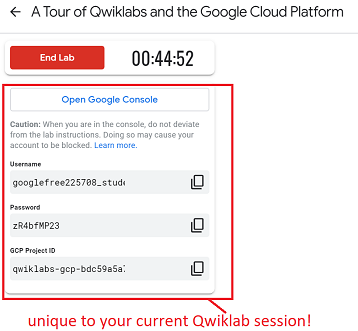 A Tour of Qwiklabs and the Google Cloud Platform
End Lab
00:44:52
Open Google Console
Caution: When you are in the console, do not deviate
from the lab instructions. Doing so may cause your
account to be blocked. Learn more.
Username
googlefree225708_stude
Password
zR4bfMP23
GCP Project ID
qwiklabs-gcp-bdc59a5a7
unique to your current Qwiklab session!